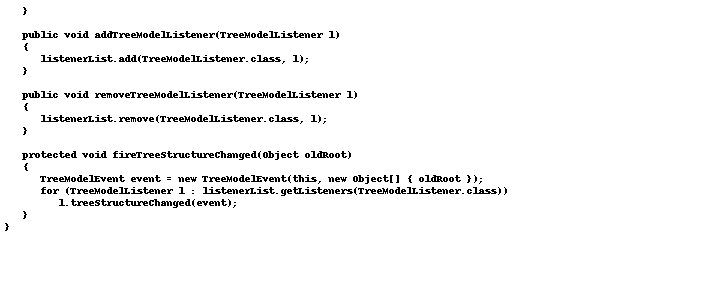 }
public void addTreeModelListener(TreeModelListener l)
{
listenerList.add(TreeModelListener.class, l);
}
public void removeTreeModelListener(TreeModelListener l)
{
listenerList.remove(TreeModelListener.class, l);
}
protected void fireTreeStructureChanged(Object oldRoot)
{
TreeModelEvent event = new TreeModelEvent(this, new Object[] { oldRoot });
for (TreeModelListener l : listenerList.getListeners(TreeModelListener.class))
l.treeStructureChanged(event);
}
}